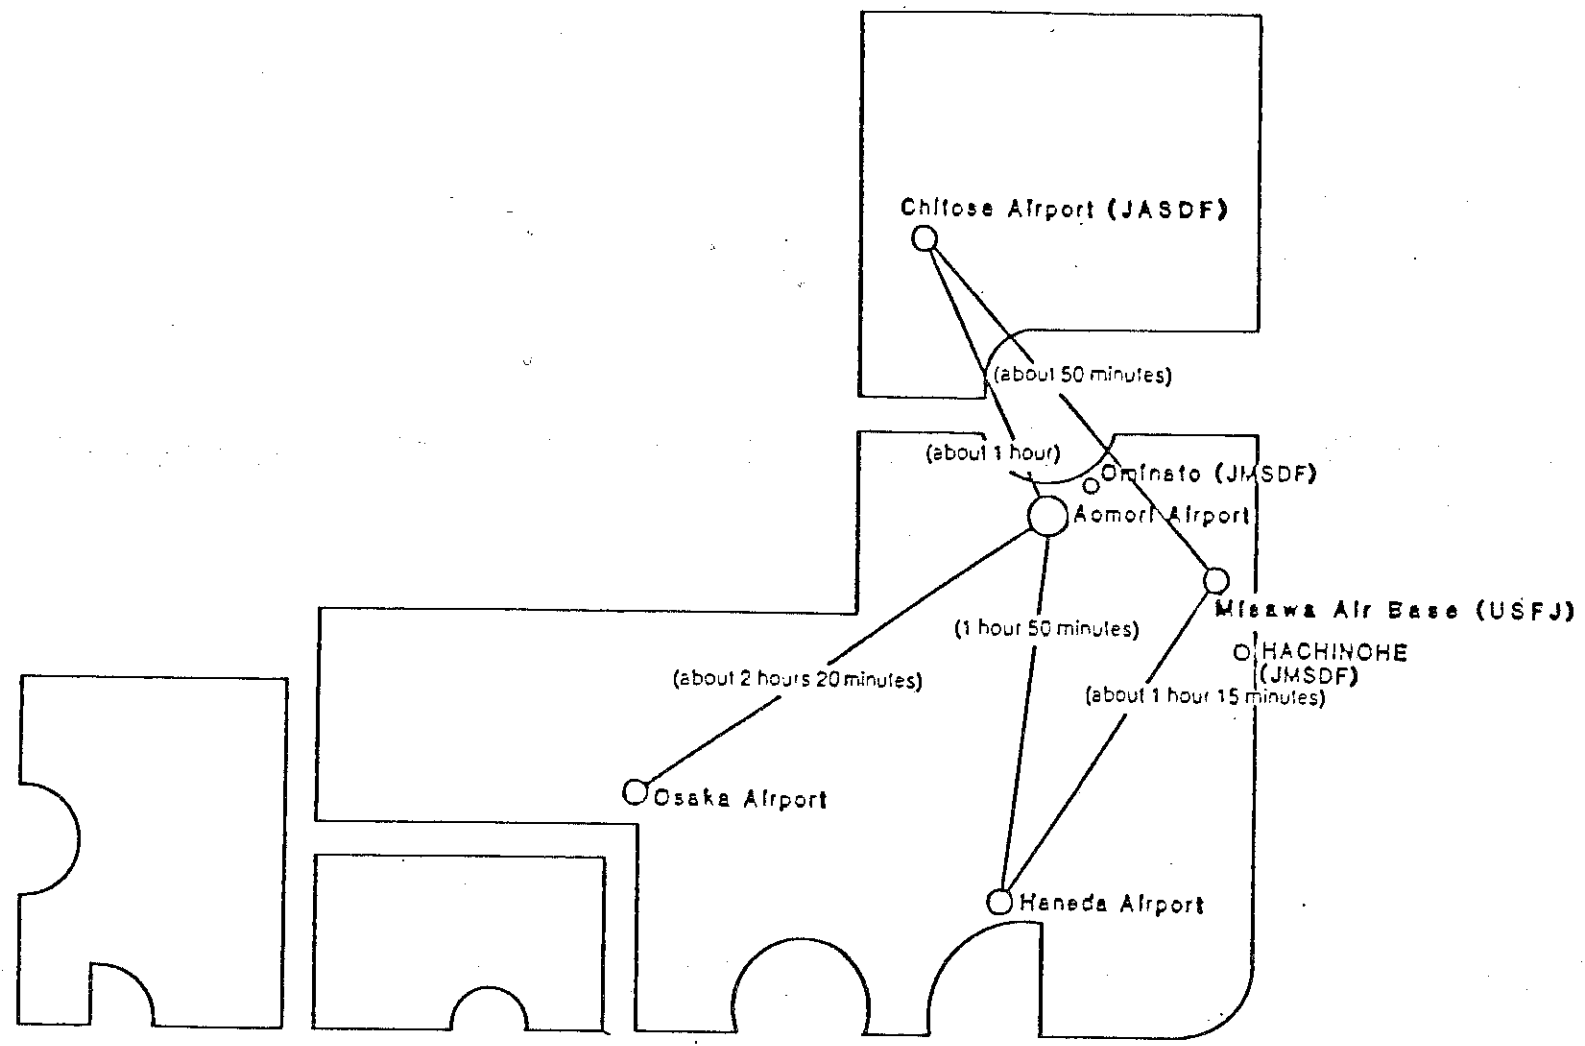 Chitose Airport (JASDF)
(about 50 minutes)
(about 1 hour)
Ominato (JMSDF)
Aomori Airport
Misawa Air Base (USFJ)
(1 hour 50 minutes)
HACHINOHE
(JMSDF)
(about 2 hours 20 minutes)
(about 1 hour 15 minutes)
Osaka Airport
Haneda Airport